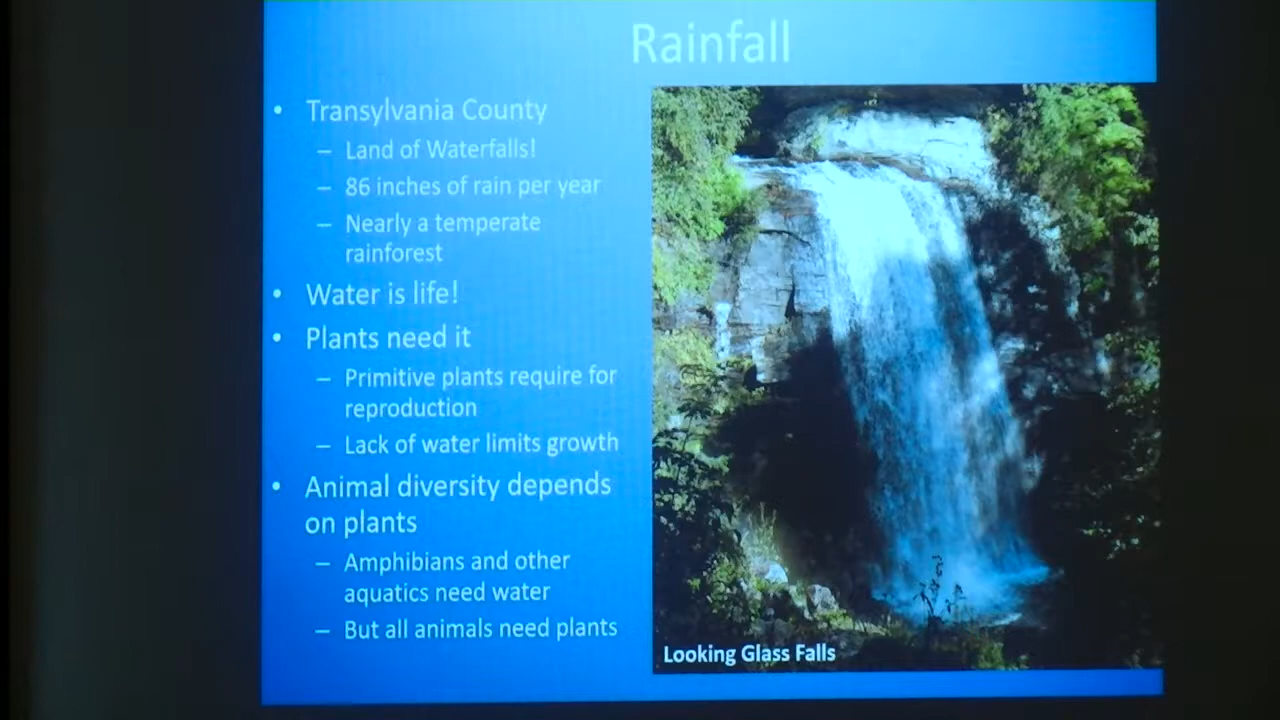 Rainfall
• Transylvania County
– Land of Waterfalls!
– 86 inches of rain per year
– Nearly a temperate
rainforest
• Water is life!
• Plants need it
– Primitive plants require for
reproduction
– Lack of water limits growth
• Animal diversity depends
on plants
– Amphibians and other
aquatics need water
– But all animals need plants
Looking Glass Falls